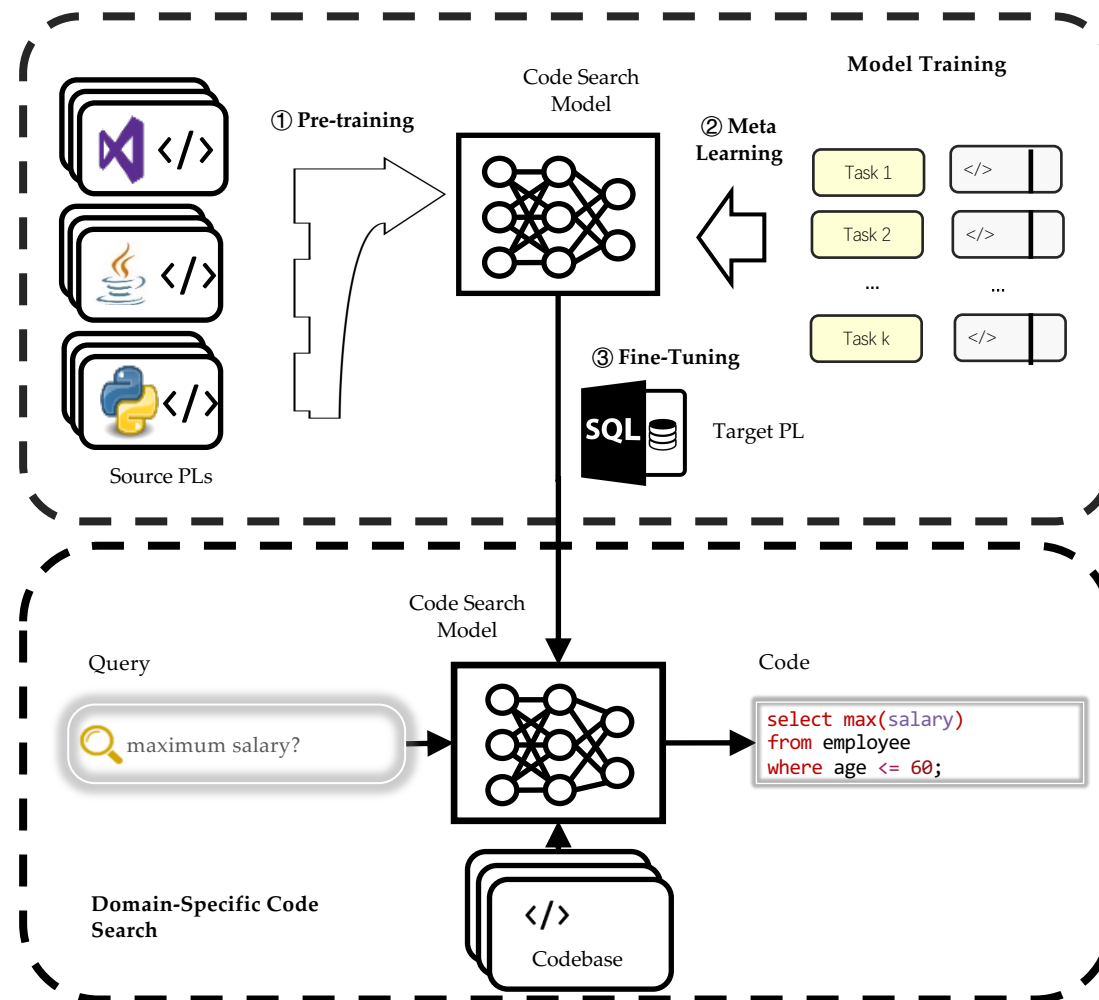 Model Training
Code Search
Model
① Pre-training
② Meta
Learning
</>
</>
</>
Source PLs
Task 1
</>
Task 2
</>
...
...
Task k
</>
③ Fine-Tuning
SQL
Target PL
Code Search
Model
Query
maximum salary?
Code
select max(salary)
from employee
where age <= 60;
</>
Codebase
Domain-Specific Code
Search